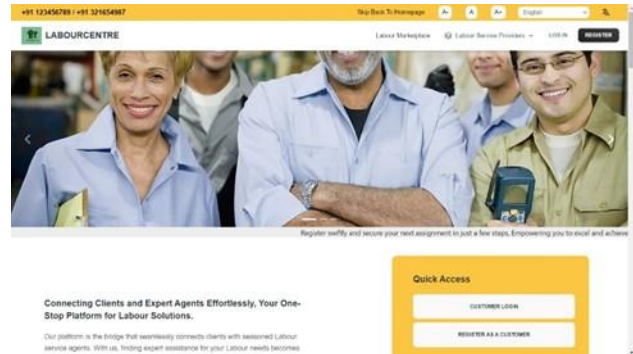 +91 123456789 / +91 321654987 Skip Back To Homepage A- A A+ English
LABOURCENTRE Labour Marketplace Labour Service Providers LOG IN REGISTER
Register swiftly and secure your next assignment in just a few steps, Empowering you to excel and achieve
Quick Access
CUSTOMER LOGIN
REGISTER AS A CUSTOMER
Connecting Clients and Expert Agents Effortlessly, Your One-
Stop Platform for Labour Solutions.
Our platform is the bridge that seamlessly connects clients with seasoned Labour
service agents. With us, finding expert assistance for your Labour needs becomes